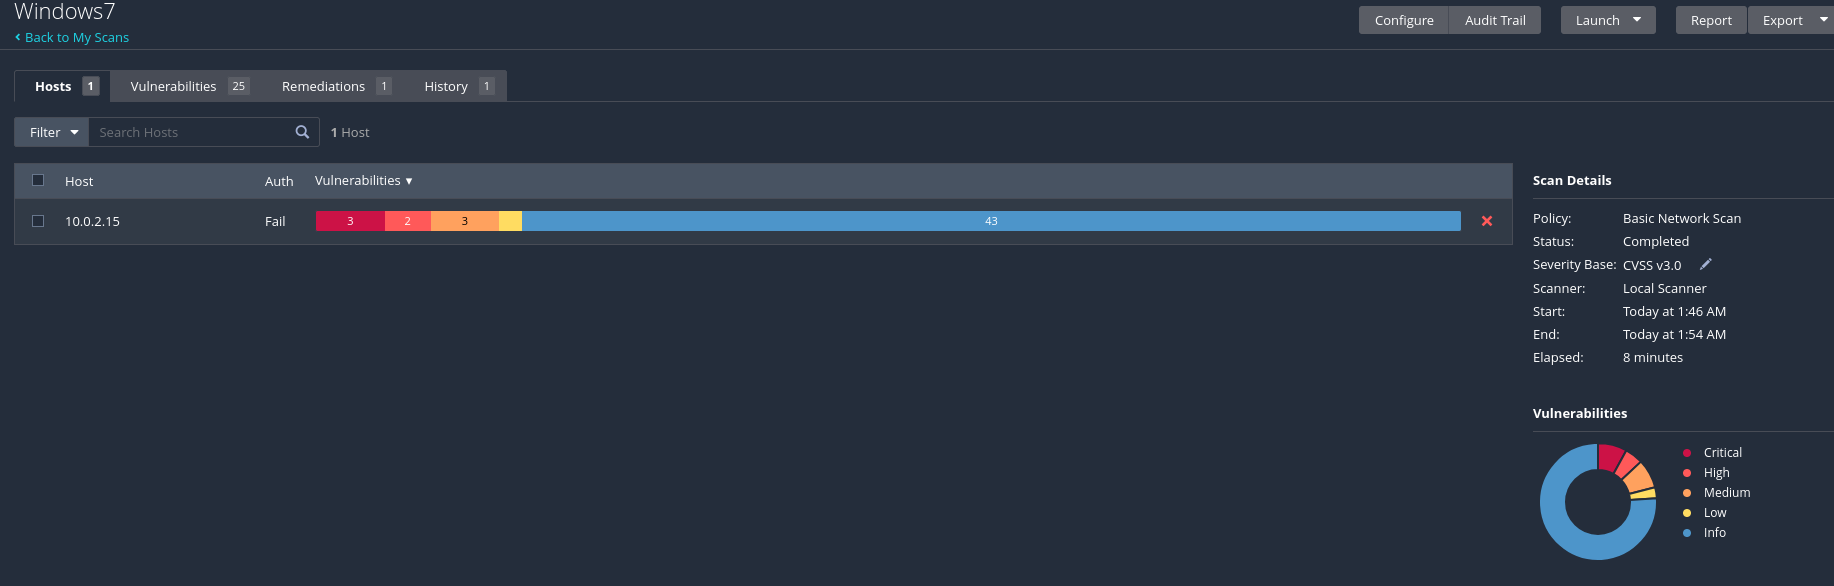 Windows7
Back to My Scans
Configure Audit Trail Launch Report Export
Hosts 1 Vulnerabilities 25 Remediations 1 History 1
Filter Search Hosts 1 Host
Host Auth Vulnerabilities
10.0.2.15 Fail 3 2 3 43
Scan Details
Policy: Basic Network Scan
Status: Completed
Severity Base: CVSS v3.0
Scanner: Local Scanner
Start: Today at 1:46 AM
End: Today at 1:54 AM
Elapsed: 8 minutes
Vulnerabilities
Critical
High
Medium
Low
Info